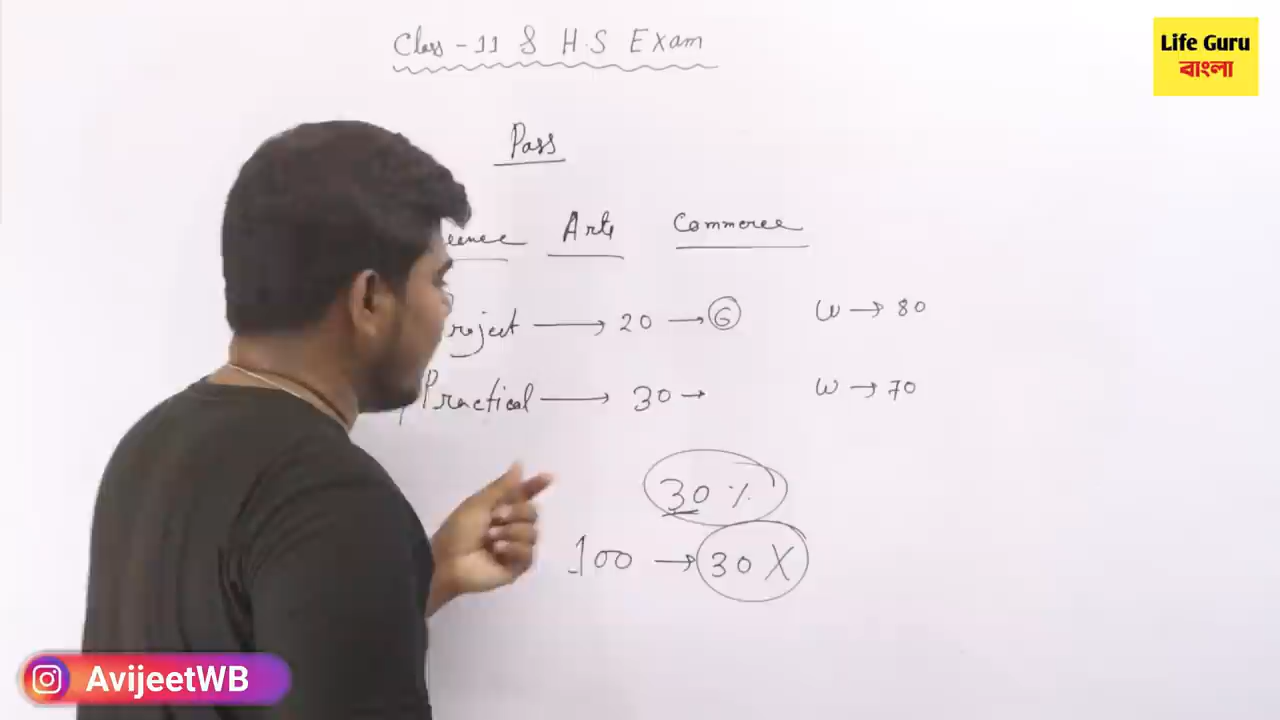 Class - 11 & H.S Exam
Life Guru
বাংলা
Pass
Arts Commerce
Project → 20 → 6 W → 80
Practical → 30 → W → 70
30 %
100 → 30 X
AvijeetWB